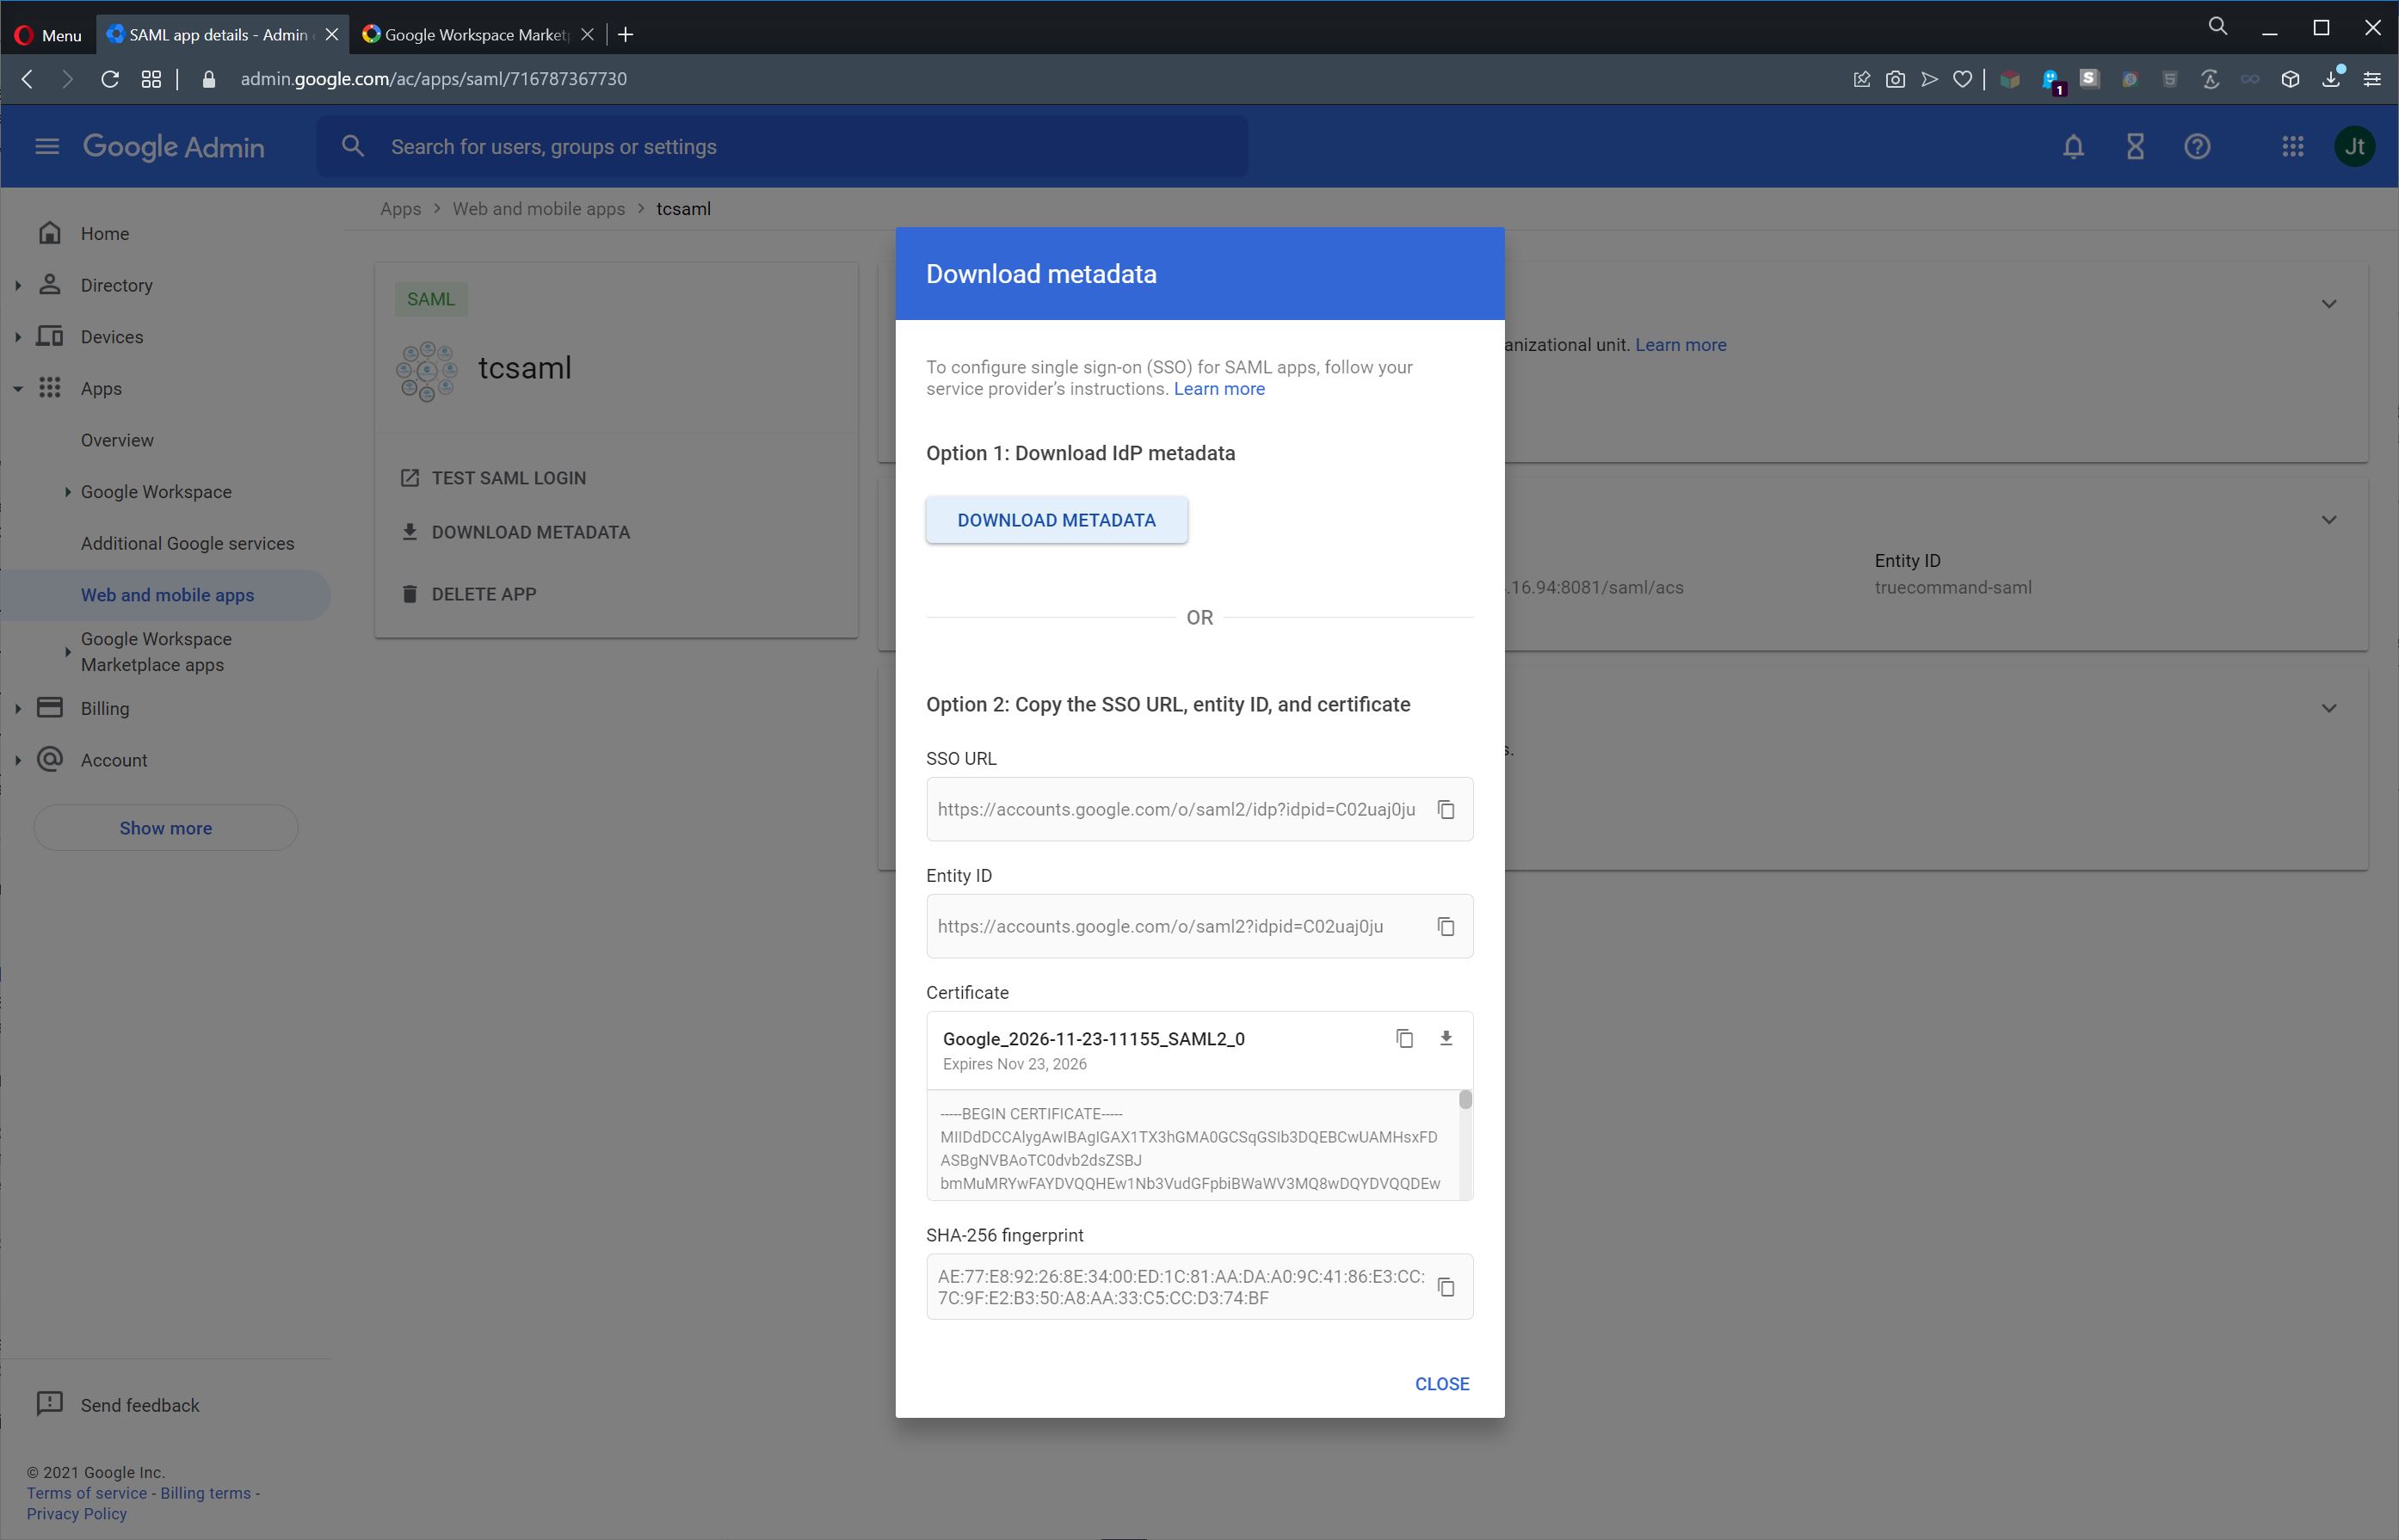 Menu
SAML app details - Admin
Google Workspace Market
admin.google.com/ac/apps/saml/716787367730
1
Google Admin
Search for users, groups or settings
Jt
Home
Directory
Devices
Apps
Overview
Google Workspace
Additional Google services
Web and mobile apps
Google Workspace
Marketplace apps
Billing
Account
Show more
Send feedback
© 2021 Google Inc.
Terms of service - Billing terms -
Privacy Policy
Apps > Web and mobile apps > tcsaml
SAML
tcsaml
TEST SAML LOGIN
DOWNLOAD METADATA
DELETE APP
anizational unit. Learn more
Entity ID
.16.94:8081/saml/acs
truecommand-saml
s.
Download metadata
To configure single sign-on (SSO) for SAML apps, follow your
service provider’s instructions. Learn more
Option 1: Download IdP metadata
DOWNLOAD METADATA
OR
Option 2: Copy the SSO URL, entity ID, and certificate
SSO URL
https://accounts.google.com/o/saml2/idp?idpid=C02uaj0ju
Entity ID
https://accounts.google.com/o/saml2?idpid=C02uaj0ju
Certificate
Google_2026-11-23-11155_SAML2_0
Expires Nov 23, 2026
-----BEGIN CERTIFICATE-----
MIIDdDCCAlygAwIBAgIGAX1TX3hGMA0GCSqGSIb3DQEBCwUAMHsxFD
ASBgNVBAoTC0dvb2dsZSBJ
bmMuMRYwFAYDVQQHEw1Nb3VudGFpbiBWaWV3MQ8wDQYDVQQDEw
SHA-256 fingerprint
AE:77:E8:92:26:8E:34:00:ED:1C:81:AA:DA:A0:9C:41:86:E3:CC:
7C:9F:E2:B3:50:A8:AA:33:C5:CC:D3:74:BF
CLOSE